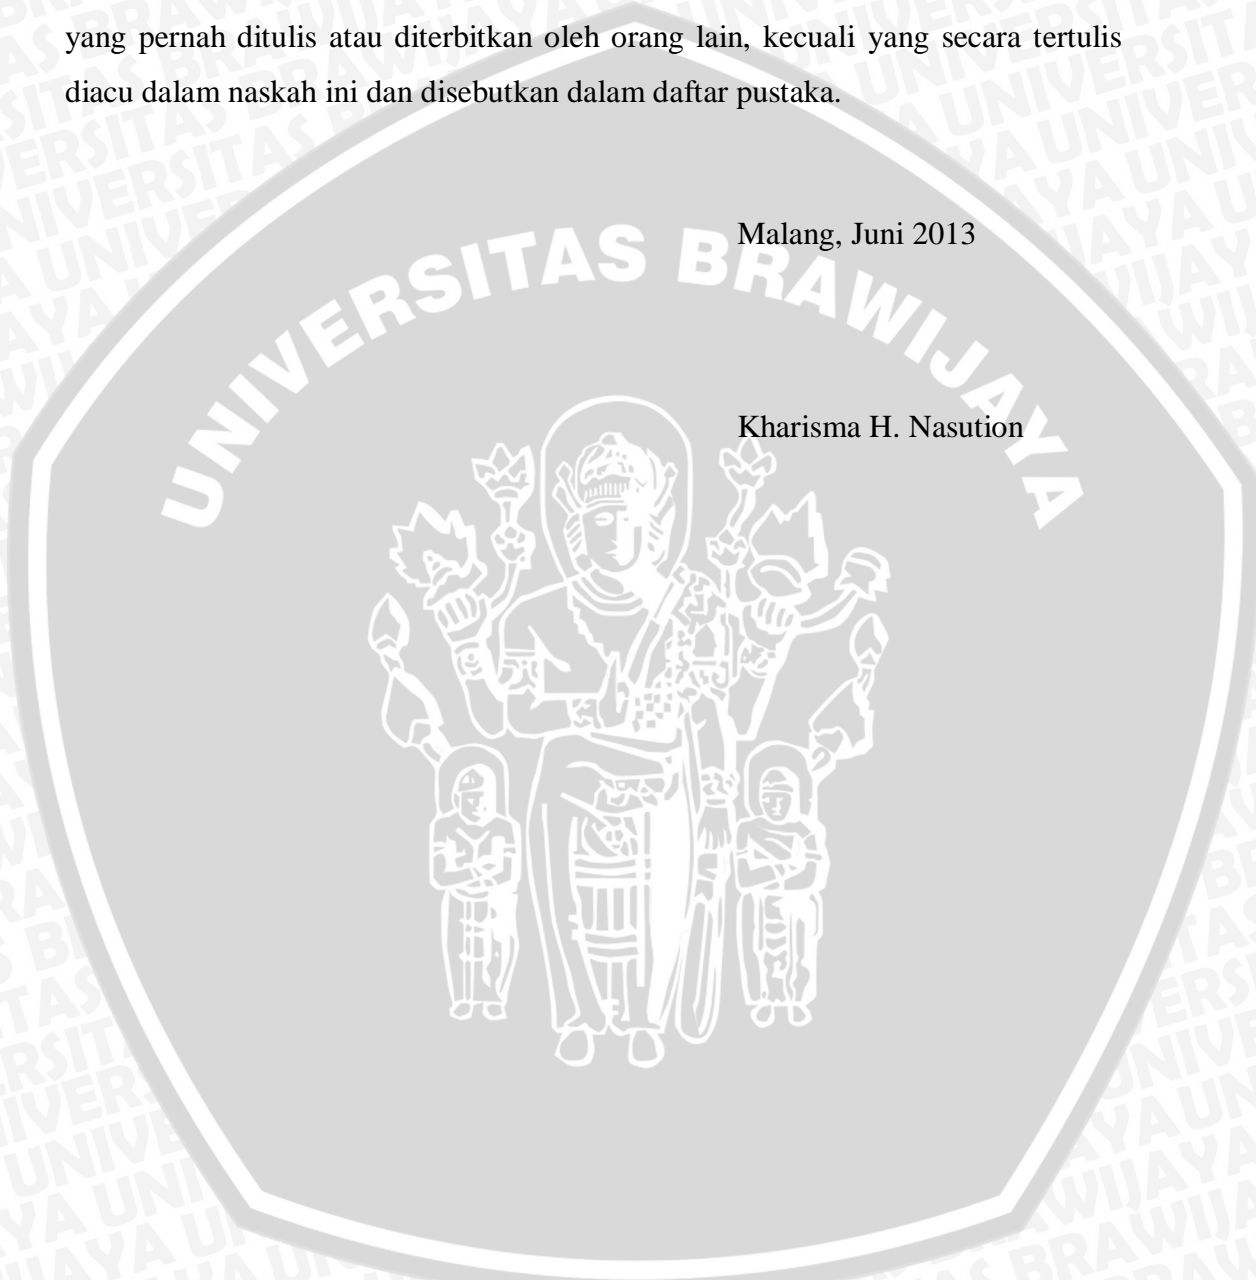 yang pernah ditulis atau diterbitkan oleh orang lain, kecuali yang secara tertulis
diacu dalam naskah ini dan disebutkan dalam daftar pustaka.
Malang, Juni 2013
UNIVERSITAS BRAWIJAYA
Kharisma H. Nasution